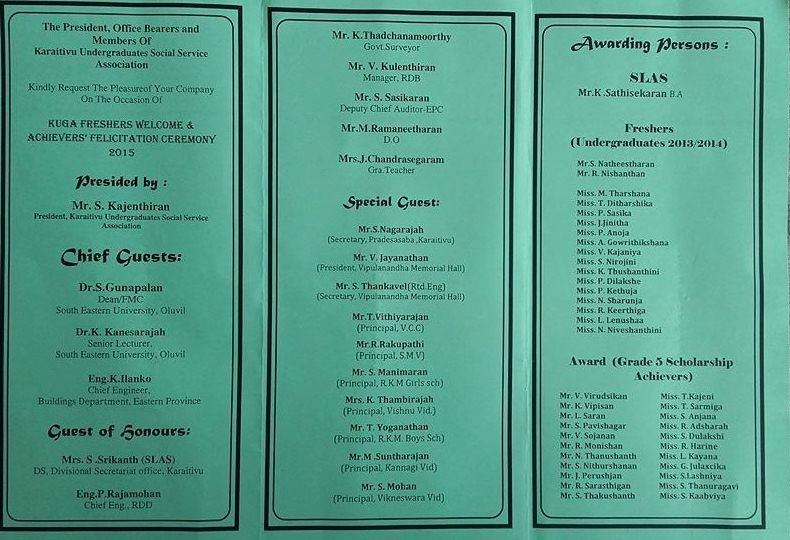 The President, Office Bearers and
Members Of
Karaitivu Undergraduates Social Service
Association
Kindly Request The Pleasureof Your Company
On The Occasion Of
KUGA FRESHERS WELCOME &
ACHIEVERS' FELICITATION CEREMONY
2015
Presided by :
Mr. S. Kajenthiran
President, Karaitivu Undergraduates Social Service
Association
Chief Guests:
Dr.S.Gunapalan
Dean/FMC
South Eastern University, Oluvil
Dr.K. Kanesarajah
Senior Lecturer,
South Eastern University, Oluvil
Eng.K.Ilanko
Chief Engineer,
Buildings Department, Eastern Province
Guest of Honours:
Mrs. S .Srikanth (SLAS)
DS, Divisional Secretariat office, Karaitivu
Eng.P.Rajamohan
Chief Eng., RDD
Mr. K.Thadchanamoorthy
Govt.Surveyor
Mr. V. Kulenthiran
Manager, RDB
Mr. S. Sasikaran
Deputy Chief Auditor-EPC
Mr.M.Ramaneetharan
D.O
Mrs.J.Chandrasegaram
Gra.Teacher
Special Guest:
Mr.S.Nagarajah
(Secretary, Pradesasaba ,Karaitivu)
Mr. V. Jayanathan
(President, Vipulanandha Memorial Hall)
Mr. S. Thankavel(Rtd.Eng)
(Secretary, Vipulanandha Memorial Hall)
Mr.T.Vithiyarajan
(Principal, V.C.C)
Mr.R.Rakupathi
(Principal, S.M.V)
Mr. S. Manimaran
(Principal, R.K.M Girls sch)
Mrs. K. Thambirajah
(Principal, Vishnu Vid.)
Mr. T. Yoganathan
(Principal, R.K.M. Boys Sch)
Mr.M .Suntharajan
(Principal, Kannagi Vid)
Mr. S. Mohan
(Principal, Vikneswara Vid)
Awarding Persons :
SLAS
Mr.K .Sathisekaran B.A
Freshers
(Undergraduates 2013/2014)
Mr.S. Natheestharan
Mr. R. Nishanthan
Miss. M. Tharshana
Miss. T. Ditharshika
Miss. P. Sasika
Miss. J.Jinitha
Miss. P. Anoja
Miss. A. Gowrithikshana
Miss. V. Kajaniya
Miss. S. Nirojini
Miss. K. Thushanthini
Miss. P. Dilakshe
Miss. P. Kethuja
Miss. N. Sharunja
Miss. R. Keerthiga
Miss. L. Lenushaa
Miss. N. Niveshanthini
Award (Grade 5 Scholarship
Achievers)
Mr. V. Virudsikan
Mr. K. Vipisan
Mr. L. Saran
Mr. S. Pavishagar
Mr. V. Sojanan
Mr. R. Monishan
Mr. N. Thanushanth
Mr. S. Nithurshanan
Mr. J. Perushjan
Mr. R. Sarasthigan
Mr. S. Thakushanth
Miss. T.Kajeni
Miss. T. Sarmiga
Miss. S. Anjana
Miss. R. Adsharah
Miss. S. Dulakshi
Miss. R. Harine
Miss. L. Kayana
Miss. G. Julaxcika
Miss. S.Lashniya
Miss. S. Thanuragavi
Miss. S. Kaabviya